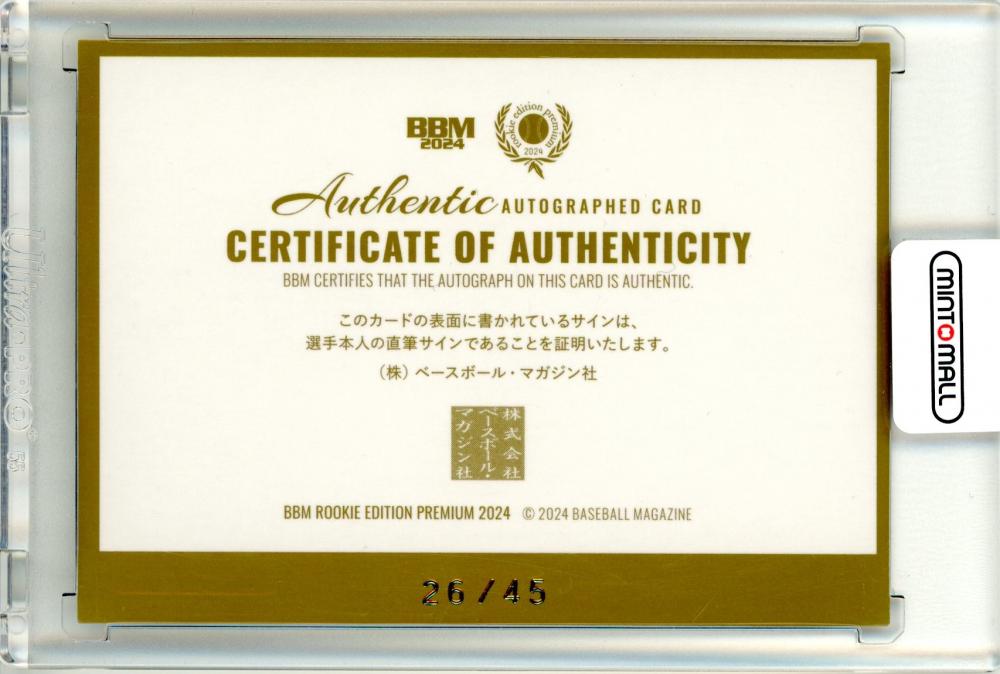 BBM
2024
rookie edition premium
2024
Authentic AUTOGRAPHED CARD
CERTIFICATE OF AUTHENTICITY
BBM CERTIFIES THAT THE AUTOGRAPH ON THIS CARD IS AUTHENTIC.
このカードの表面に書かれているサインは、
選手本人の直筆サインであることを証明いたします。
(株) ベースボール・マガジン社
株式会社
ベースボール・
マガジン社
BBM ROOKIE EDITION PREMIUM 2024 © 2024 BASEBALL MAGAZINE
26/45
MINT MALL
Ultra PRO®